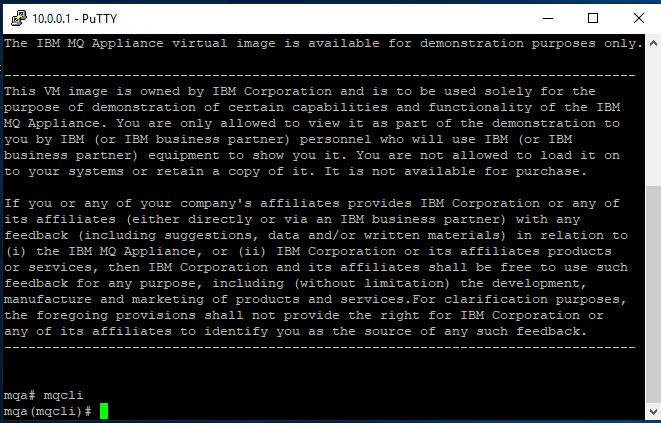 10.0.0.1 - PuTTY
The IBM MQ Appliance virtual image is available for demonstration purposes only.
-------------------------------------------------------------------------------
This VM image is owned by IBM Corporation and is to be used solely for the
purpose of demonstration of certain capabilities and functionality of the IBM
MQ Appliance. You are only allowed to view it as part of the demonstration to
you by IBM (or IBM business partner) personnel who will use IBM (or IBM
business partner) equipment to show you it. You are not allowed to load it on
to your systems or retain a copy of it. It is not available for purchase.
If you or any of your company's affiliates provides IBM Corporation or any of
its affiliates (either directly or via an IBM business partner) with any
feedback (including suggestions, data and/or written materials) in relation to
(i) the IBM MQ Appliance, or (ii) IBM Corporation or its affiliates products
or services, then IBM Corporation and its affiliates shall be free to use such
feedback for any purpose, including (without limitation) the development,
manufacture and marketing of products and services.For clarification purposes,
the foregoing provisions shall not provide the right for IBM Corporation or
any of its affiliates to identify you as the source of any such feedback.
-------------------------------------------------------------------------------
mqa# mqcli
mqa(mqcli)#